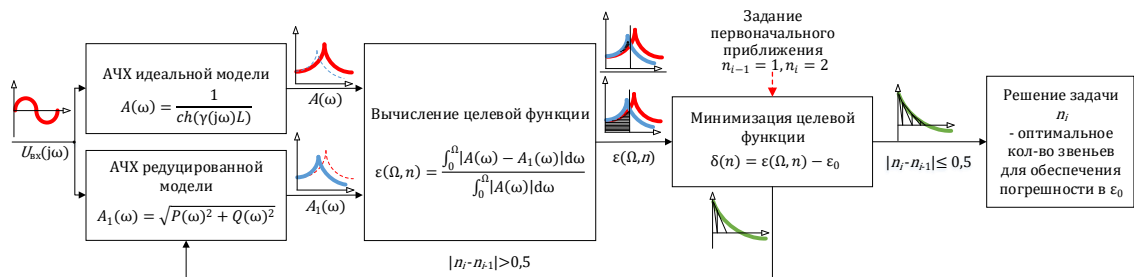 U_вх(jω)
АЧХ идеальной модели
A(ω) = 1 / ch(γ(jω)L)
АЧХ редуцированной
модели
A₁(ω) = √(P(ω)² + Q(ω)²)
A(ω)
A₁(ω)
Вычисление целевой функции
ε(Ω, n) = ∫₀^Ω|A(ω) − A₁(ω)|dω / ∫₀^Ω|A(ω)|dω
|nᵢ-nᵢ₋₁|>0,5
ε(Ω,n)
Задание
первоначального
приближения
nᵢ₋₁ = 1, nᵢ = 2
Минимизация целевой
функции
δ(n) = ε(Ω, n) − ε₀
|nᵢ-nᵢ₋₁|≤ 0,5
Решение задачи
nᵢ
- оптимальное
кол-во звеньев
для обеспечения
погрешности в ε₀